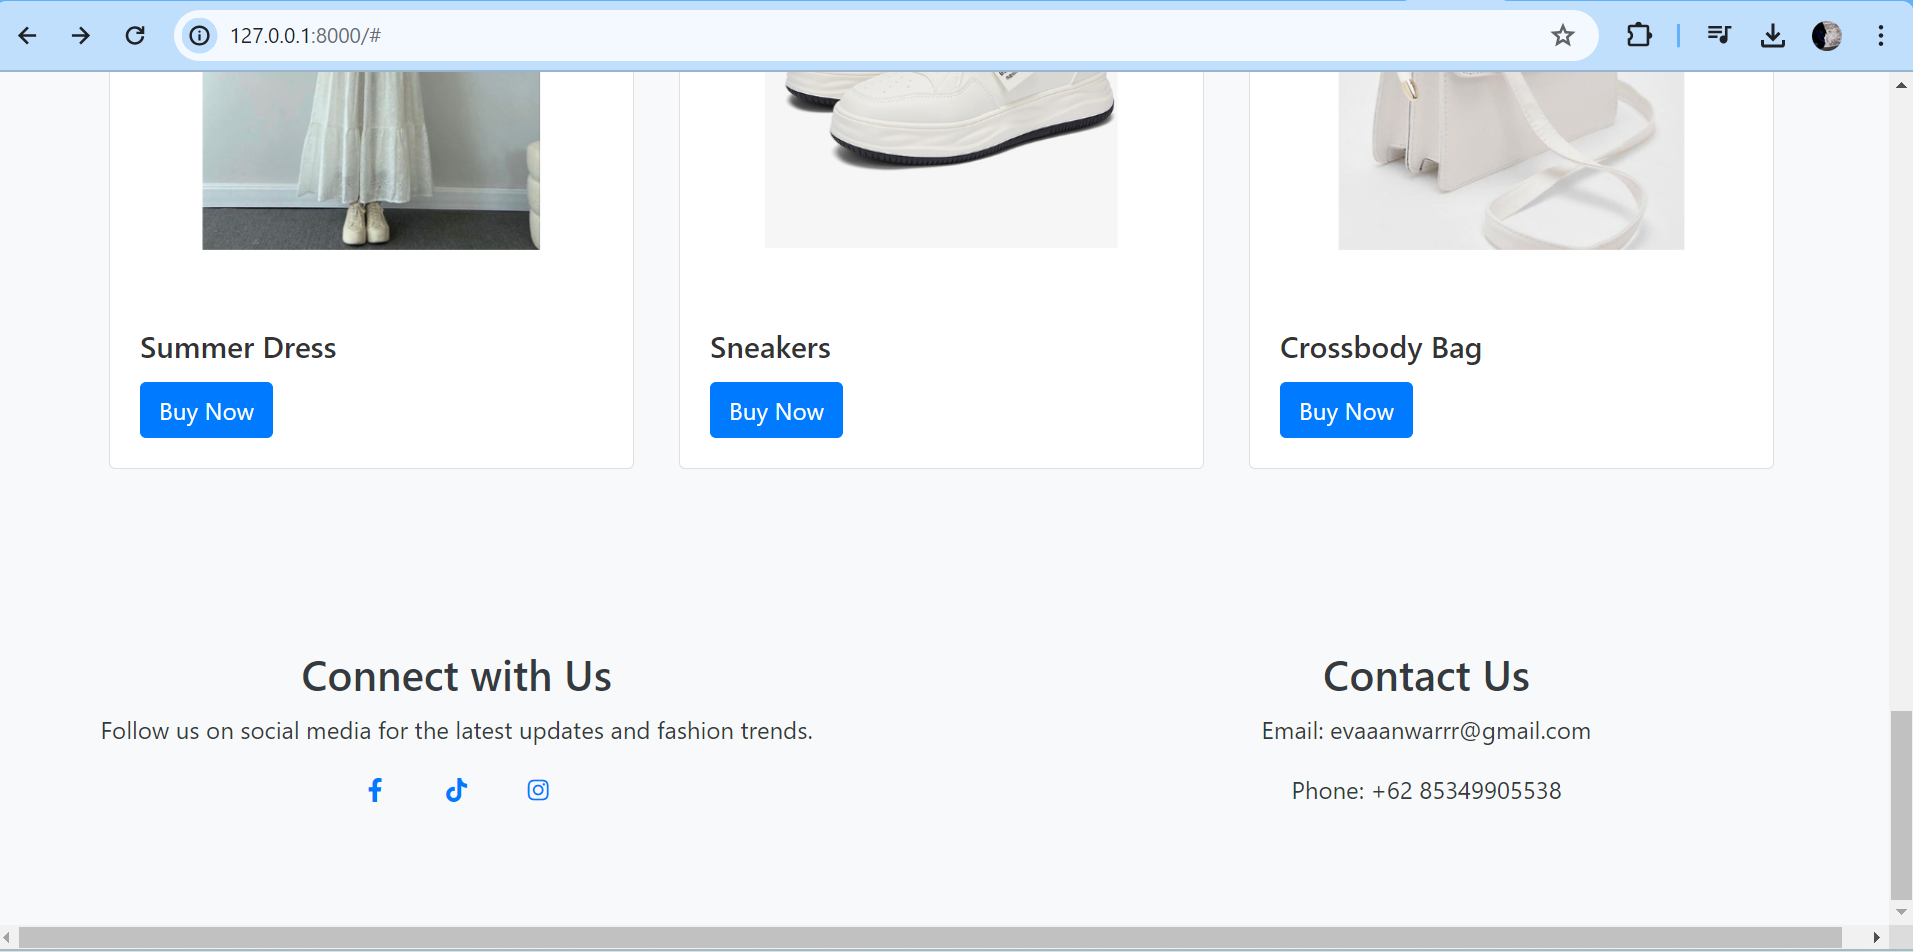 127.0.0.1:8000/#
Summer Dress
Sneakers
Crossbody Bag
Buy Now
Buy Now
Buy Now
Connect with Us
Follow us on social media for the latest updates and fashion trends.
Contact Us
Email: evaaanwarrr@gmail.com
Phone: +62 85349905538